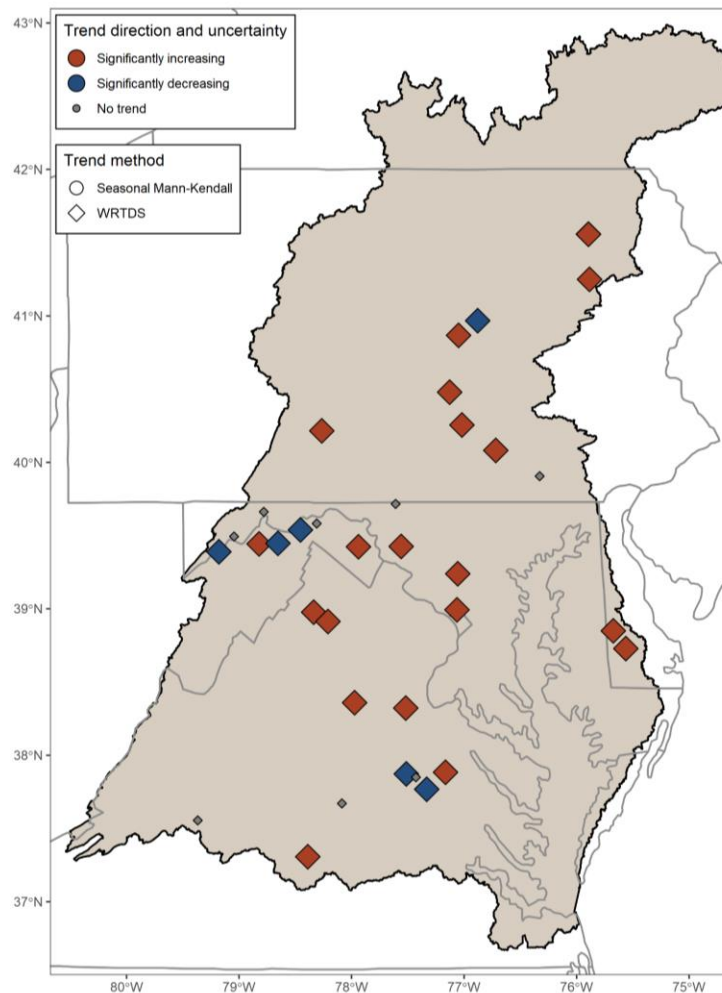 43°N
Trend direction and uncertainty
Significantly increasing
Significantly decreasing
No trend
42°N
Trend method
Seasonal Mann-Kendall
WRTDS
41°N
40°N
39°N
38°N
37°N
80°W 79°W 78°W 77°W 76°W 75°W